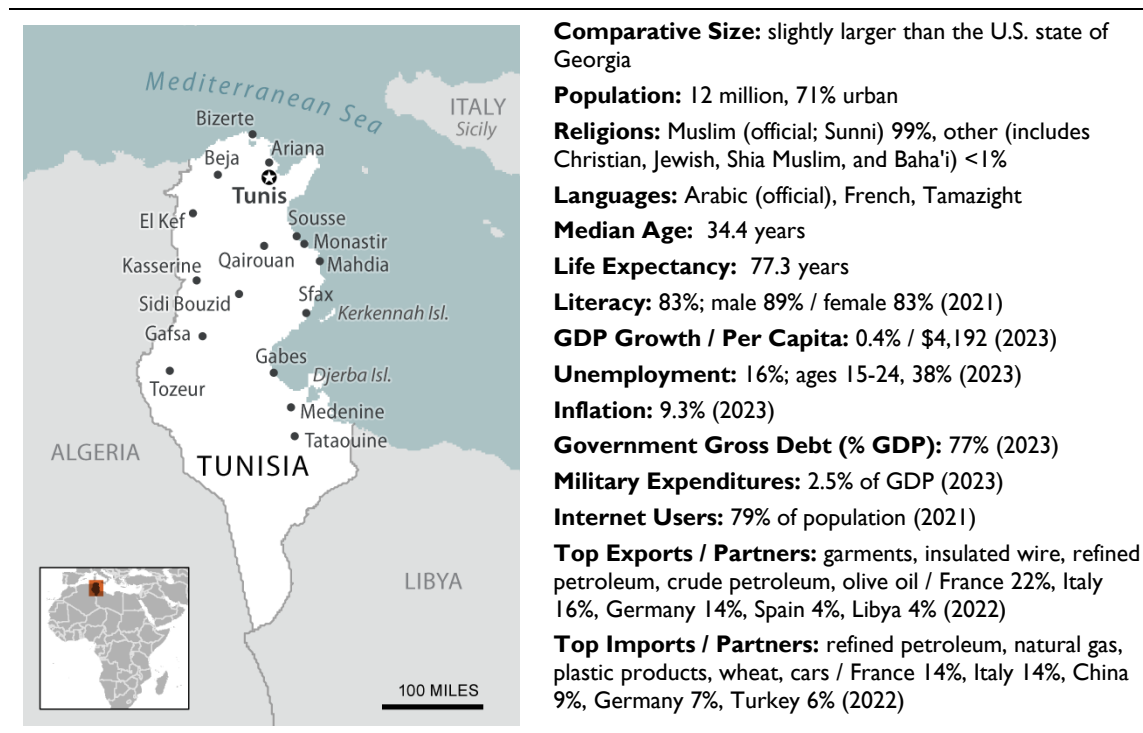 Mediterranean Sea
ITALY
Sicily
Bizerte
Ariana
Beja
Tunis
El Kef
Sousse
Monastir
Qairouan
Mahdia
Kasserine
Sidi Bouzid
Sfax
Kerkennah Isl.
Gafsa
Gabes
Djerba Isl.
Tozeur
Medenine
Tataouine
ALGERIA
TUNISIA
LIBYA
100 MILES
Comparative Size: slightly larger than the U.S. state of
Georgia
Population: 12 million, 71% urban
Religions: Muslim (official; Sunni) 99%, other (includes
Christian, Jewish, Shia Muslim, and Baha'i) <1%
Languages: Arabic (official), French, Tamazight
Median Age: 34.4 years
Life Expectancy: 77.3 years
Literacy: 83%; male 89% / female 83% (2021)
GDP Growth / Per Capita: 0.4% / $4,192 (2023)
Unemployment: 16%; ages 15-24, 38% (2023)
Inflation: 9.3% (2023)
Government Gross Debt (% GDP): 77% (2023)
Military Expenditures: 2.5% of GDP (2023)
Internet Users: 79% of population (2021)
Top Exports / Partners: garments, insulated wire, refined
petroleum, crude petroleum, olive oil / France 22%, Italy
16%, Germany 14%, Spain 4%, Libya 4% (2022)
Top Imports / Partners: refined petroleum, natural gas,
plastic products, wheat, cars / France 14%, Italy 14%, China
9%, Germany 7%, Turkey 6% (2022)